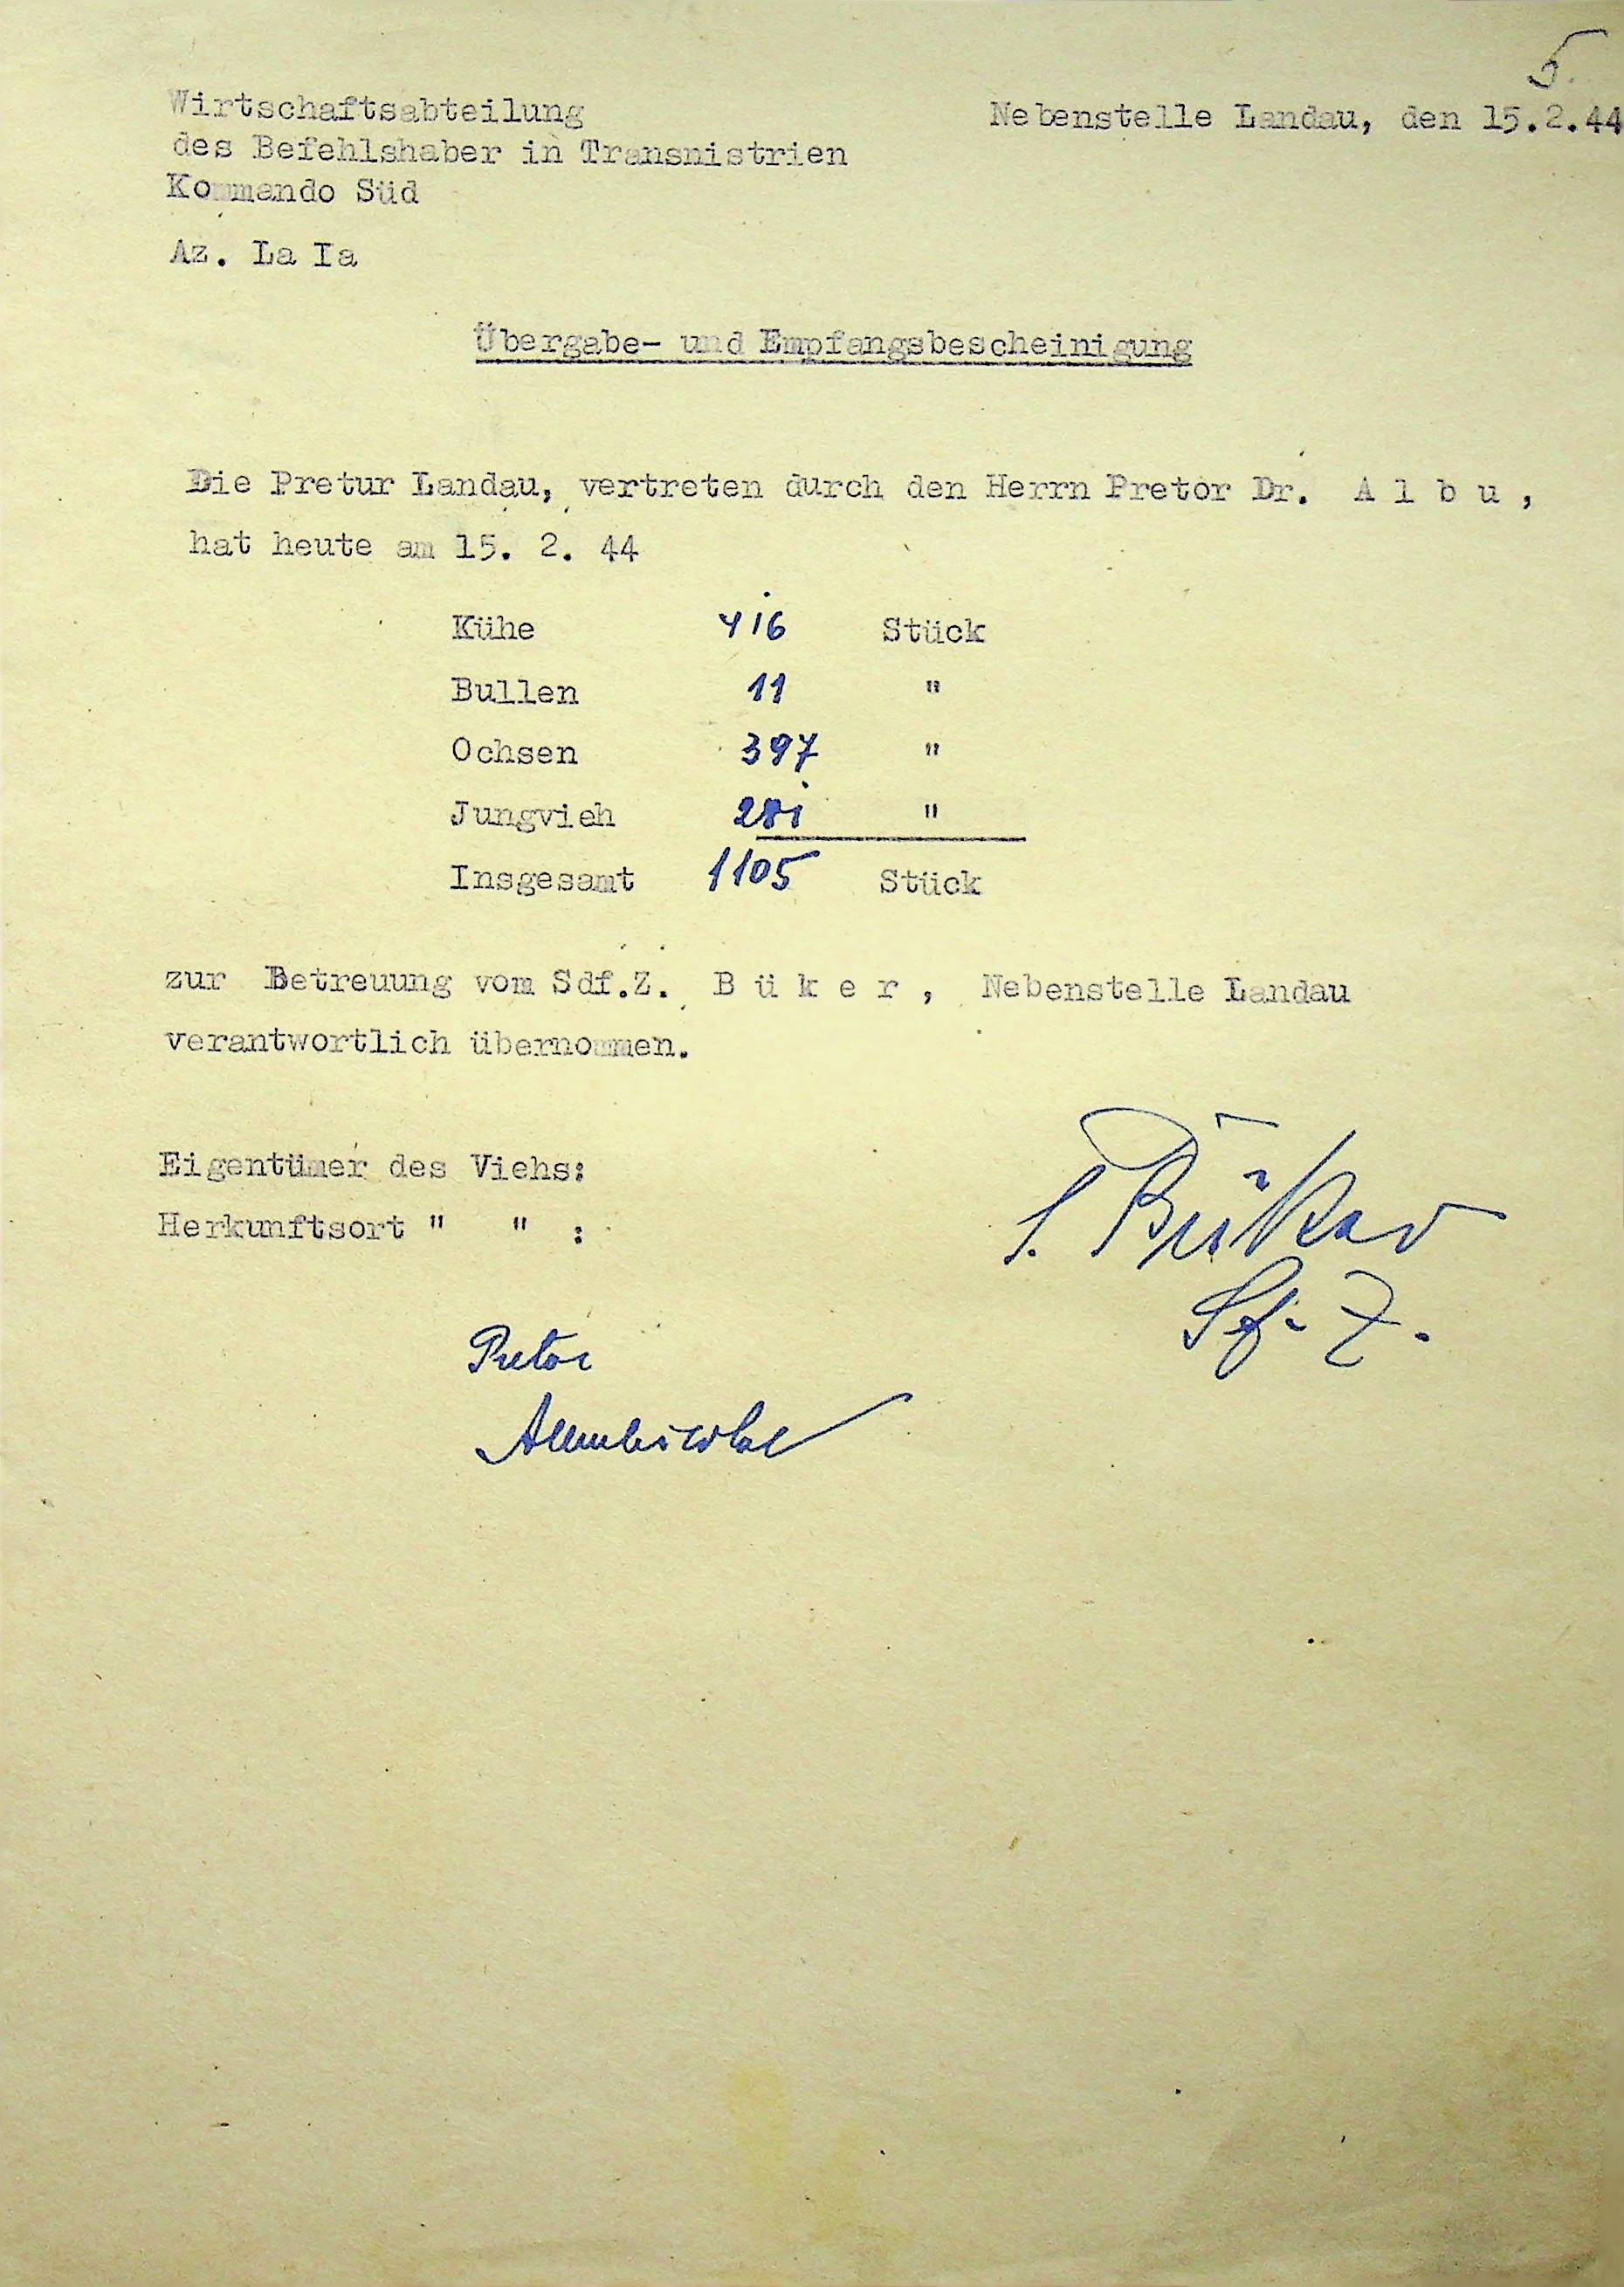 5.
Wirtschaftsabteilung
des Befehlshaber in Transnistrien
Kommando Süd
Nebenstelle Landau, den 15.2.44
Az. La Ia
Übergabe- und Empfangsbescheinigung
Die Pretur Landau, vertreten durch den Herrn Pretor Dr. A l b u ,
hat heute am 15. 2. 44
Kühe 416 Stück
Bullen 11 "
Ochsen 397 "
Jungvieh 281 "
Insgesamt 1105 Stück
zur Betreuung vom Sdf.Z. B ü k e r , Nebenstelle Landau
verantwortlich übernommen.
Eigentümer des Viehs:
Herkunftsort " " :
Büker
Sf. Z.
Pretor